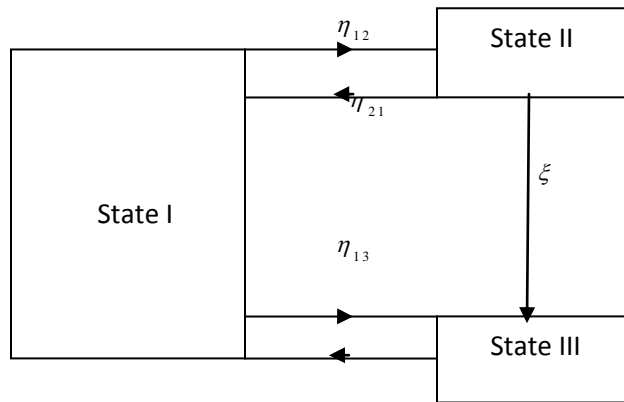 η₁₂
State II
η₂₁
ξ
State I
η₁₃
State III